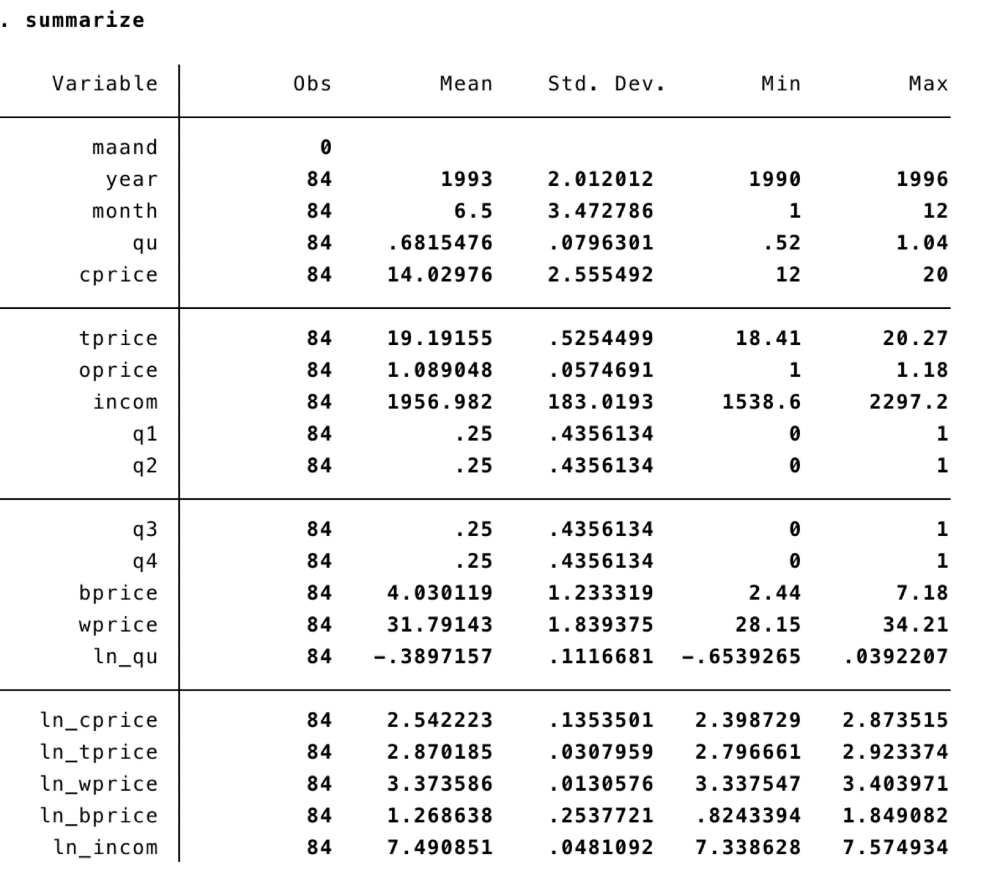 . summarize
Variable Obs Mean Std. Dev. Min Max
maand 0
year 84 1993 2.012012 1990 1996
month 84 6.5 3.472786 1 12
qu 84 .6815476 .0796301 .52 1.04
cprice 84 14.02976 2.555492 12 20
tprice 84 19.19155 .5254499 18.41 20.27
oprice 84 1.089048 .0574691 1 1.18
incom 84 1956.982 183.0193 1538.6 2297.2
q1 84 .25 .4356134 0 1
q2 84 .25 .4356134 0 1
q3 84 .25 .4356134 0 1
q4 84 .25 .4356134 0 1
bprice 84 4.030119 1.233319 2.44 7.18
wprice 84 31.79143 1.839375 28.15 34.21
ln_qu 84 -.3897157 .1116681 -.6539265 .0392207
ln_cprice 84 2.542223 .1353501 2.398729 2.873515
ln_tprice 84 2.870185 .0307959 2.796661 2.923374
ln_wprice 84 3.373586 .0130576 3.337547 3.403971
ln_bprice 84 1.268638 .2537721 .8243394 1.849082
ln_incom 84 7.490851 .0481092 7.338628 7.574934